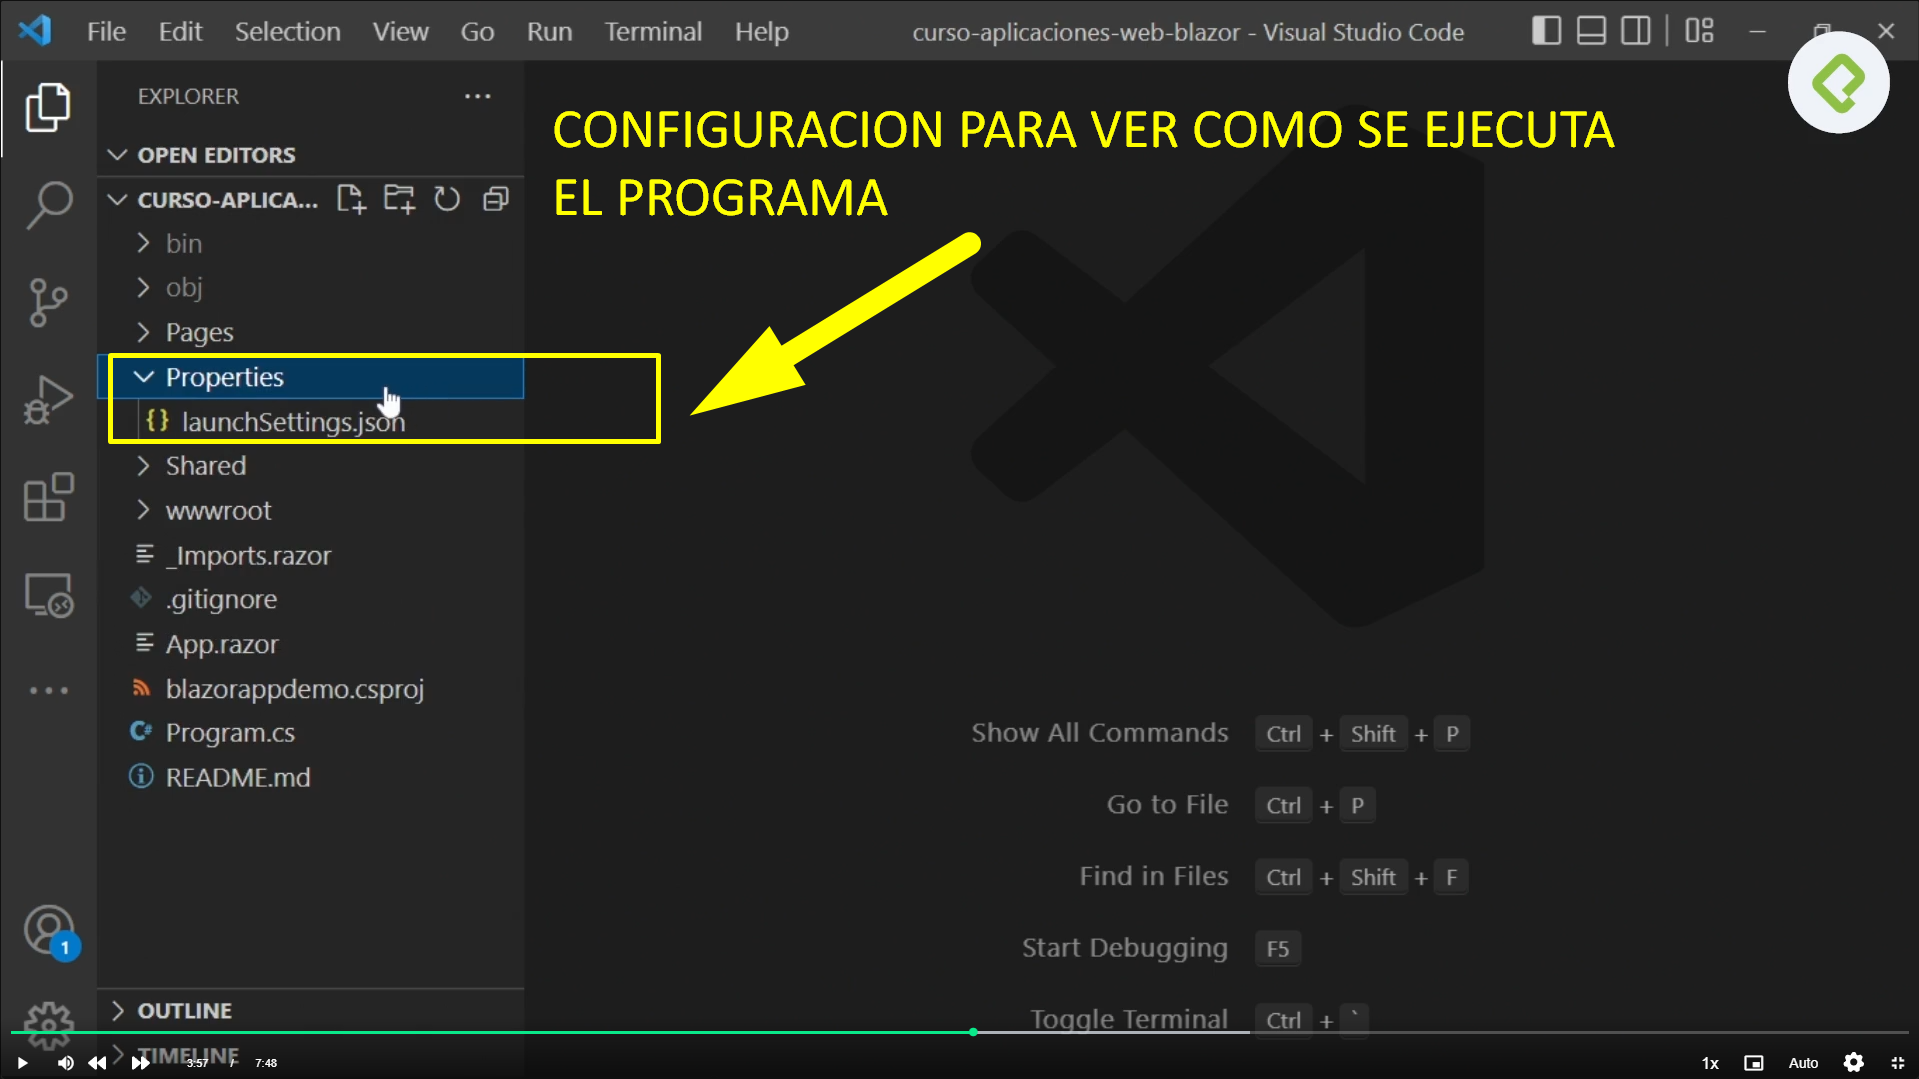 File Edit Selection View Go Run Terminal Help curso-aplicaciones-web-blazor - Visual Studio Code
EXPLORER
OPEN EDITORS
CURSO-APLICA...
bin
obj
Pages
Properties
launchSettings.json
Shared
wwwroot
_Imports.razor
.gitignore
App.razor
blazorappdemo.csproj
Program.cs
README.md
CONFIGURACION PARA VER COMO SE EJECUTA
EL PROGRAMA
Show All Commands Ctrl + Shift + P
Go to File Ctrl + P
Find in Files Ctrl + Shift + F
Start Debugging F5
Toggle Terminal Ctrl + `
1
OUTLINE
TIMELINE
3:57 / 7:48
1x Auto